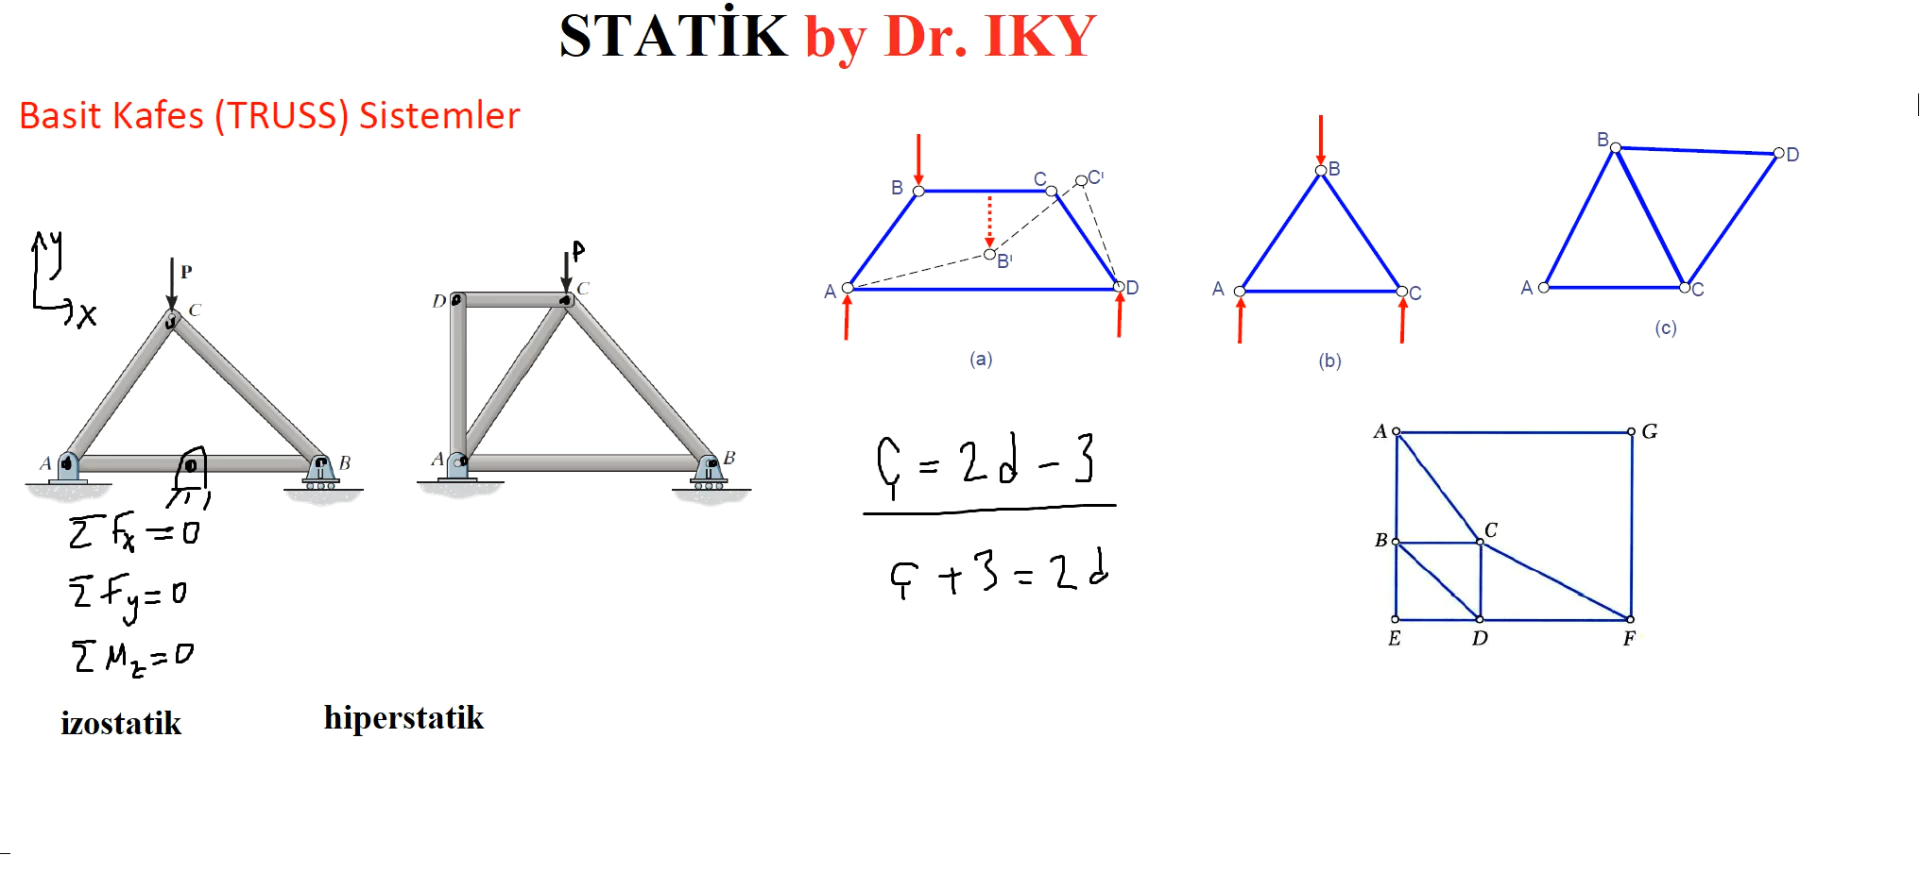 STATİK by Dr. IKY
Basit Kafes (TRUSS) Sistemler
y
x
P
C
A
B
P
D
C
A
B
B
C
C'
B'
A
D
(a)
B
A
C
(b)
B
D
A
C
(c)
Ç = 2d - 3
Ç + 3 = 2d
A
G
B
C
E
D
F
ΣFx = 0
ΣFy = 0
ΣMz = 0
izostatik
hiperstatik